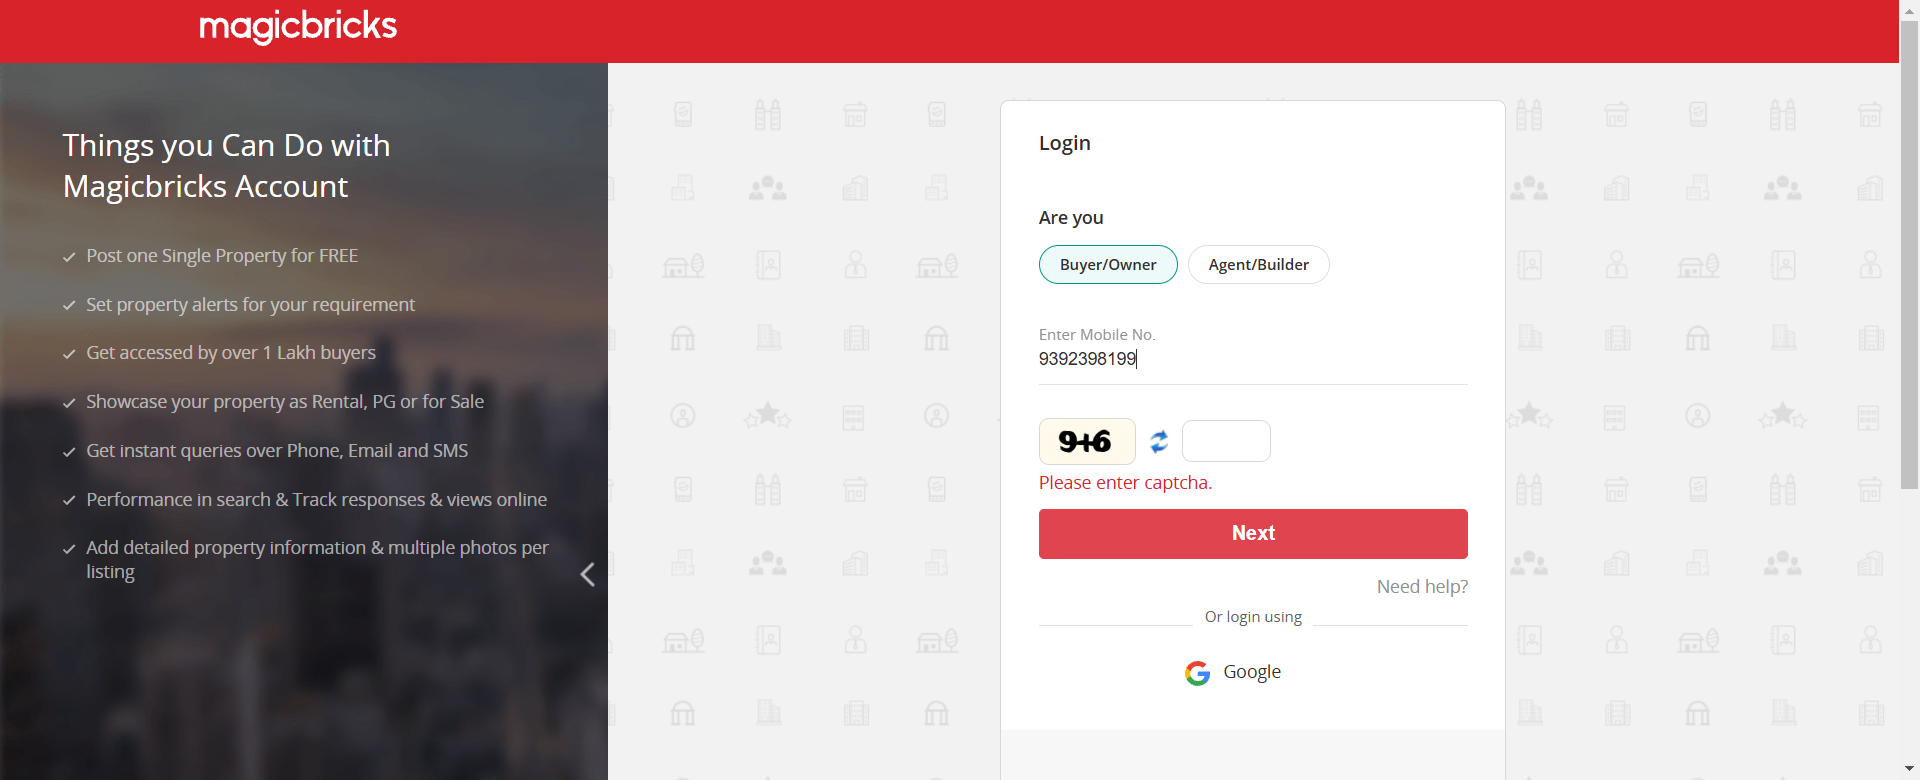 magicbricks
Things you Can Do with
Magicbricks Account
Post one Single Property for FREE
Set property alerts for your requirement
Get accessed by over 1 Lakh buyers
Showcase your property as Rental, PG or for Sale
Get instant queries over Phone, Email and SMS
Performance in search & Track responses & views online
Add detailed property information & multiple photos per
listing
Login
Are you
Buyer/Owner
Agent/Builder
Enter Mobile No.
9392398199
9+6
Please enter captcha.
Next
Need help?
Or login using
Google